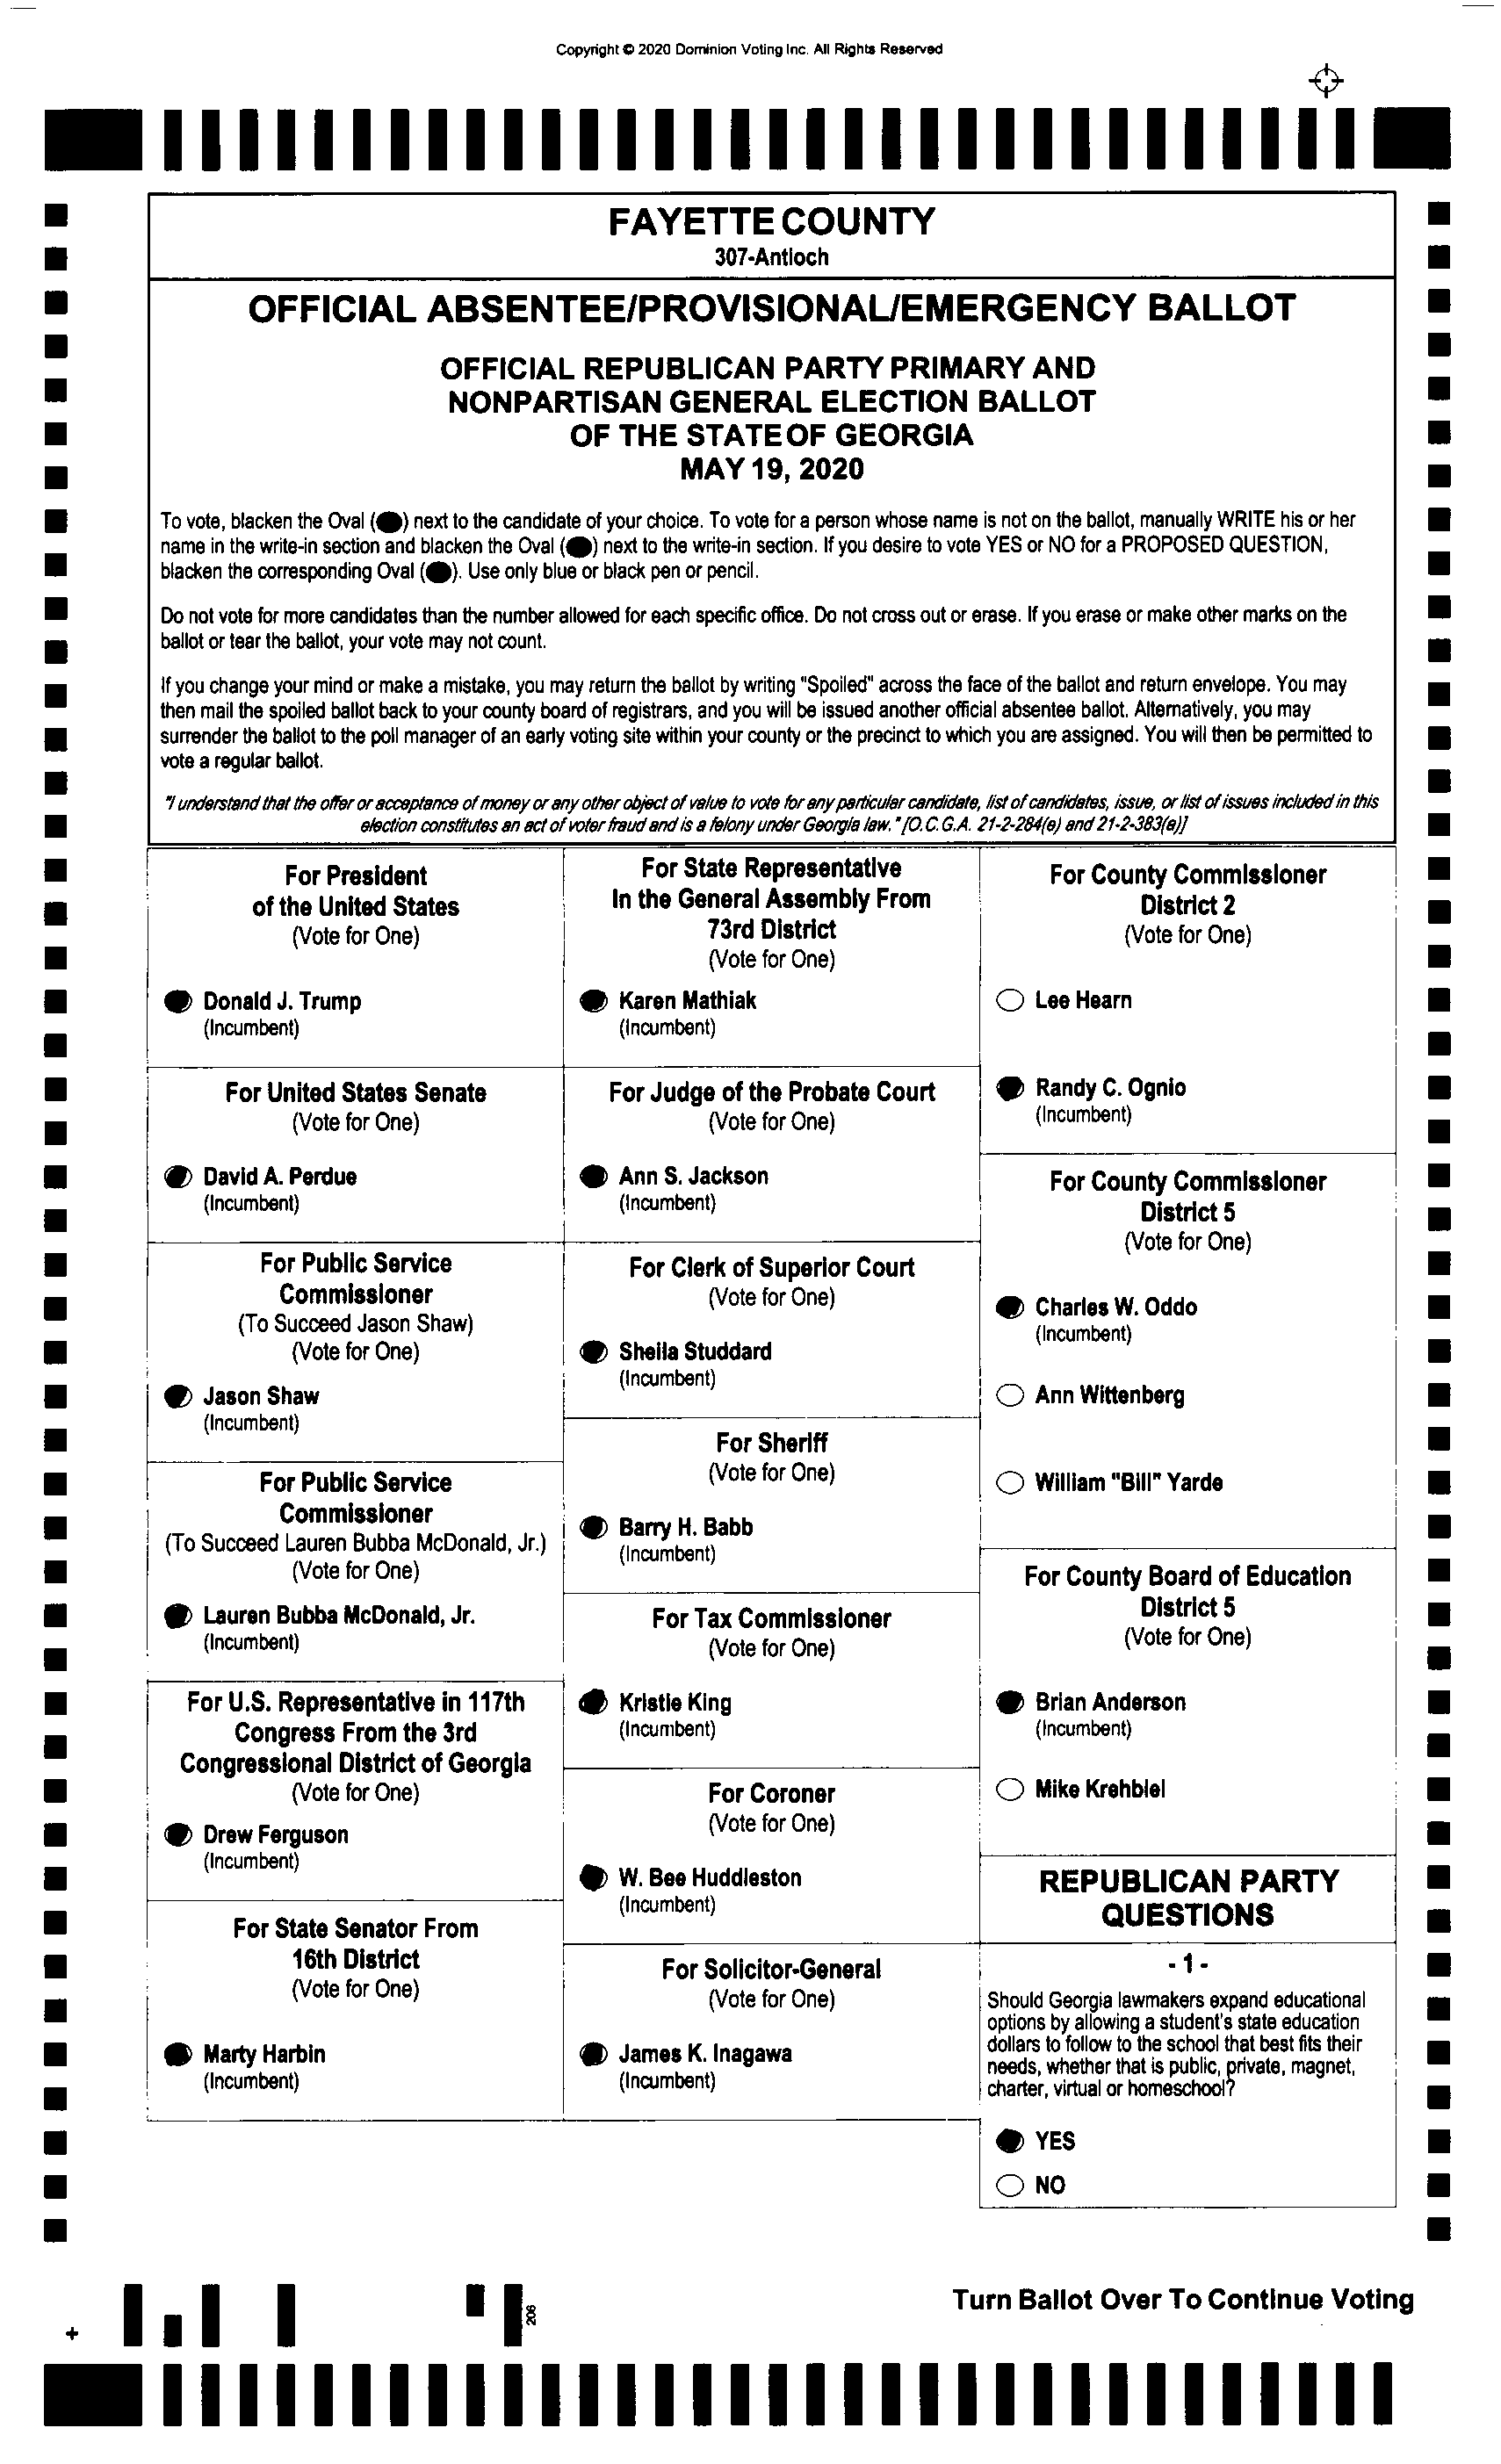 Copyright © 2020 Dominion Voting Inc. All Rights Reserved
FAYETTE COUNTY
307-Antioch
OFFICIAL ABSENTEE/PROVISIONAL/EMERGENCY BALLOT
OFFICIAL REPUBLICAN PARTY PRIMARY AND
NONPARTISAN GENERAL ELECTION BALLOT
OF THE STATE OF GEORGIA
MAY 19, 2020
To vote, blacken the Oval () next to the candidate of your choice. To vote for a person whose name is not on the ballot, manually WRITE his or her
name in the write-in section and blacken the Oval () next to the write-in section. If you desire to vote YES or NO for a PROPOSED QUESTION,
blacken the corresponding Oval (). Use only blue or black pen or pencil.
Do not vote for more candidates than the number allowed for each specific office. Do not cross out or erase. If you erase or make other marks on the
ballot or tear the ballot, your vote may not count.
If you change your mind or make a mistake, you may return the ballot by writing "Spoiled" across the face of the ballot and return envelope. You may
then mail the spoiled ballot back to your county board of registrars, and you will be issued another official absentee ballot. Alternatively, you may
surrender the ballot to the poll manager of an early voting site within your county or the precinct to which you are assigned. You will then be permitted to
vote a regular ballot.
"I understand that the offer or acceptance of money or any other object of value to vote for any particular candidate, list of candidates, issue, or list of issues included in this
election constitutes an act of voter fraud and is a felony under Georgia law." [O.C.G.A. 21-2-284(e) and 21-2-383(a)]
For President
of the United States
(Vote for One)
Donald J. Trump
(Incumbent)
For United States Senate
(Vote for One)
David A. Perdue
(Incumbent)
For Public Service
Commissioner
(To Succeed Jason Shaw)
(Vote for One)
Jason Shaw
(Incumbent)
For Public Service
Commissioner
(To Succeed Lauren Bubba McDonald, Jr.)
(Vote for One)
Lauren Bubba McDonald, Jr.
(Incumbent)
For U.S. Representative in 117th
Congress From the 3rd
Congressional District of Georgia
(Vote for One)
Drew Ferguson
(Incumbent)
For State Senator From
16th District
(Vote for One)
Marty Harbin
(Incumbent)
For State Representative
In the General Assembly From
73rd District
(Vote for One)
Karen Mathiak
(Incumbent)
For Judge of the Probate Court
(Vote for One)
Ann S. Jackson
(Incumbent)
For Clerk of Superior Court
(Vote for One)
Sheila Studdard
(Incumbent)
For Sheriff
(Vote for One)
Barry H. Babb
(Incumbent)
For Tax Commissioner
(Vote for One)
Kristie King
(Incumbent)
For Coroner
(Vote for One)
W. Bee Huddleston
(Incumbent)
For Solicitor-General
(Vote for One)
James K. Inagawa
(Incumbent)
For County Commissioner
District 2
(Vote for One)
Lee Hearn
Randy C. Ognio
(Incumbent)
For County Commissioner
District 5
(Vote for One)
Charles W. Oddo
(Incumbent)
Ann Wittenberg
William "Bill" Yarde
For County Board of Education
District 5
(Vote for One)
Brian Anderson
(Incumbent)
Mike Krehbiel
REPUBLICAN PARTY
QUESTIONS
- 1 -
Should Georgia lawmakers expand educational
options by allowing a student's state education
dollars to follow to the school that best fits their
needs, whether that is public, private, magnet,
charter, virtual or homeschool?
YES
NO
Turn Ballot Over To Continue Voting
206